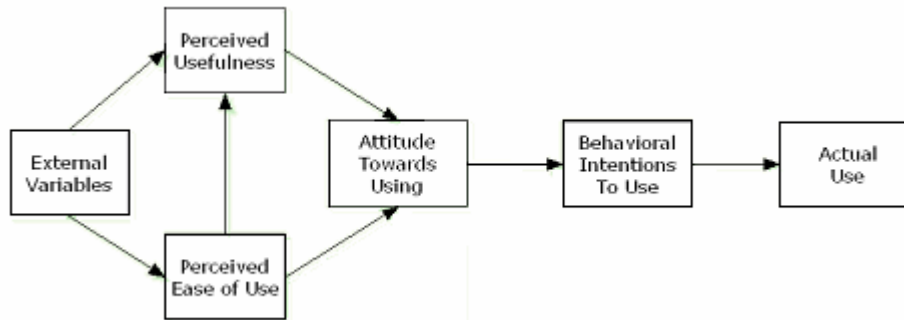 Perceived
Usefulness
External
Variables
Perceived
Ease of Use
Attitude
Towards
Using
Behavioral
Intentions
To Use
Actual
Use